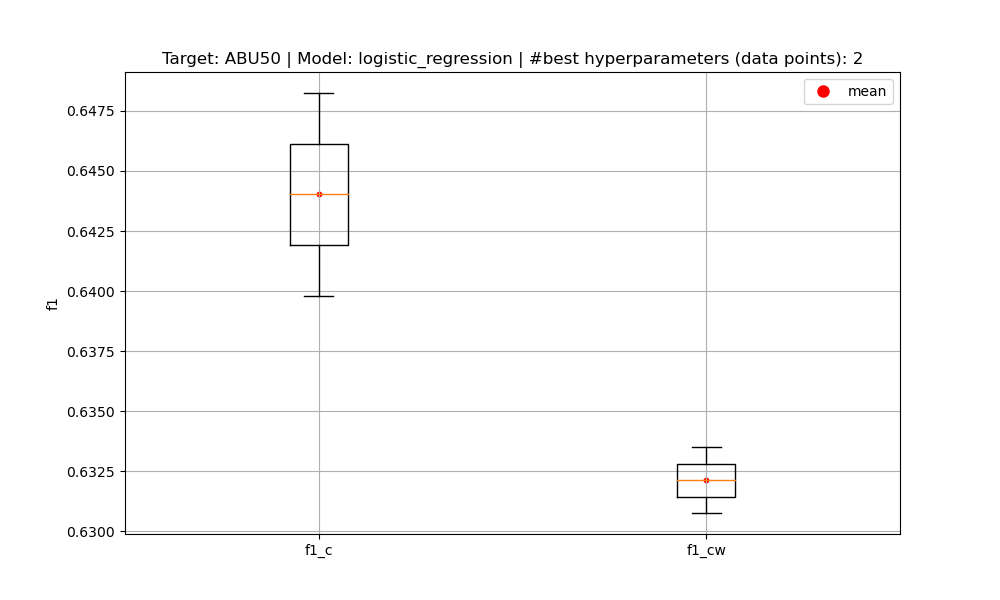 Target: ABU50 | Model: logistic_regression | #best hyperparameters (data points): 2
mean
0.6475
0.6450
0.6425
0.6400
0.6375
0.6350
0.6325
0.6300
f1
f1_c
f1_cw